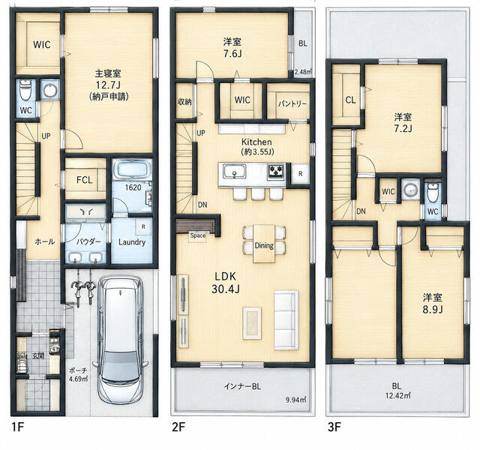 WIC
主寝室
12.7J
(納戸申請)
WC
UP
FCL
1620
R
ホール
パウダー
Laundry
玄関
ポーチ
4.69㎡
1F
洋室
7.6J
BL
2.48㎡
収納
WIC
パントリー
UP
Kitchen
(約3.55J)
R
DN
Space
Dining
LDK
30.4J
インナーBL
9.94㎡
2F
CL
洋室
7.2J
WIC
DN
WC
洋室
8.9J
BL
12.42㎡
3F